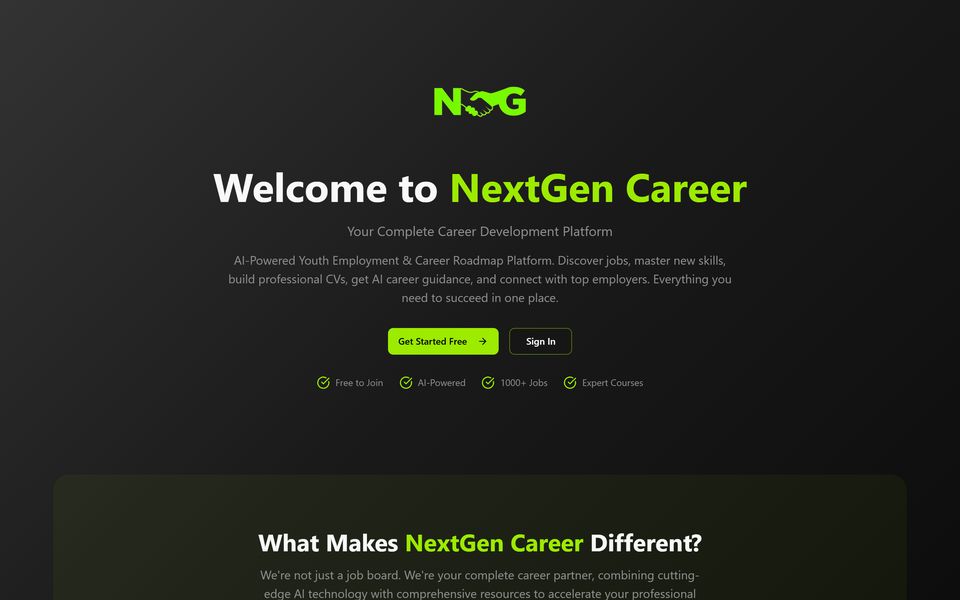 N G
Welcome to NextGen Career
Your Complete Career Development Platform
AI-Powered Youth Employment & Career Roadmap Platform. Discover jobs, master new skills,
build professional CVs, get AI career guidance, and connect with top employers. Everything you
need to succeed in one place.
Get Started Free Sign In
Free to Join AI-Powered 1000+ Jobs Expert Courses
What Makes NextGen Career Different?
We're not just a job board. We're your complete career partner, combining cutting-
edge AI technology with comprehensive resources to accelerate your professional